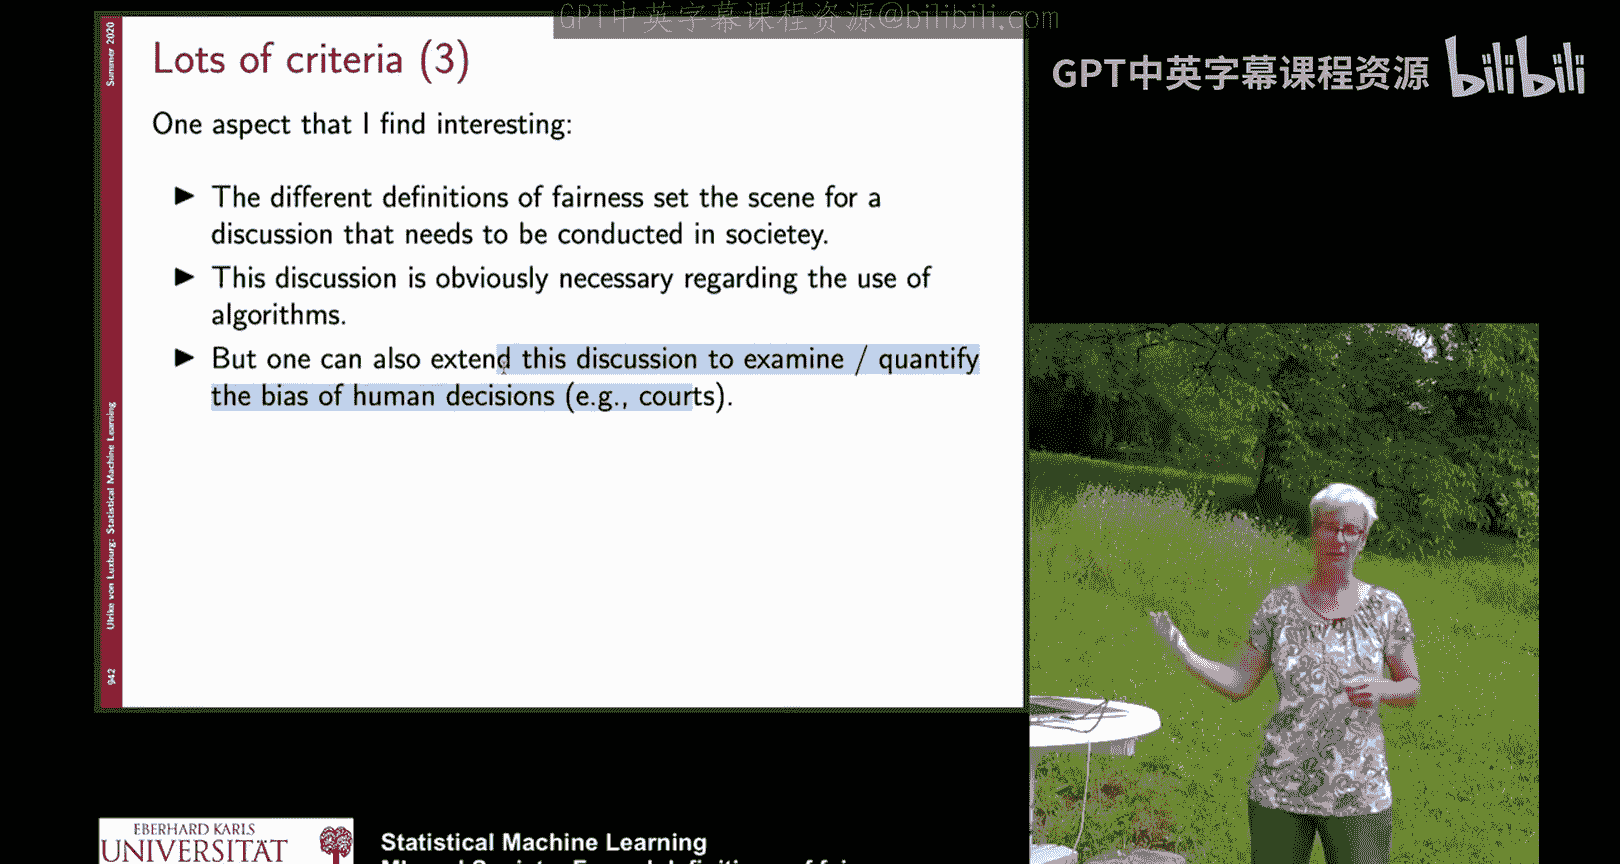 GPT中英字幕课程资源@bilibili.com
GPT中英字幕课程资源 bilibili
Summer 2020
Lots of criteria (3)
One aspect that I find interesting:
► The different definitions of fairness set the scene for a
discussion that needs to be conducted in societey.
► This discussion is obviously necessary regarding the use of
algorithms.
► But one can also extend this discussion to examine / quantify
the bias of human decisions (e.g., courts).
Ulrike von Luxburg: Statistical Machine Learning
942
EBERHARD KARLS
UNIVERSITÄT
Statistical Machine Learning